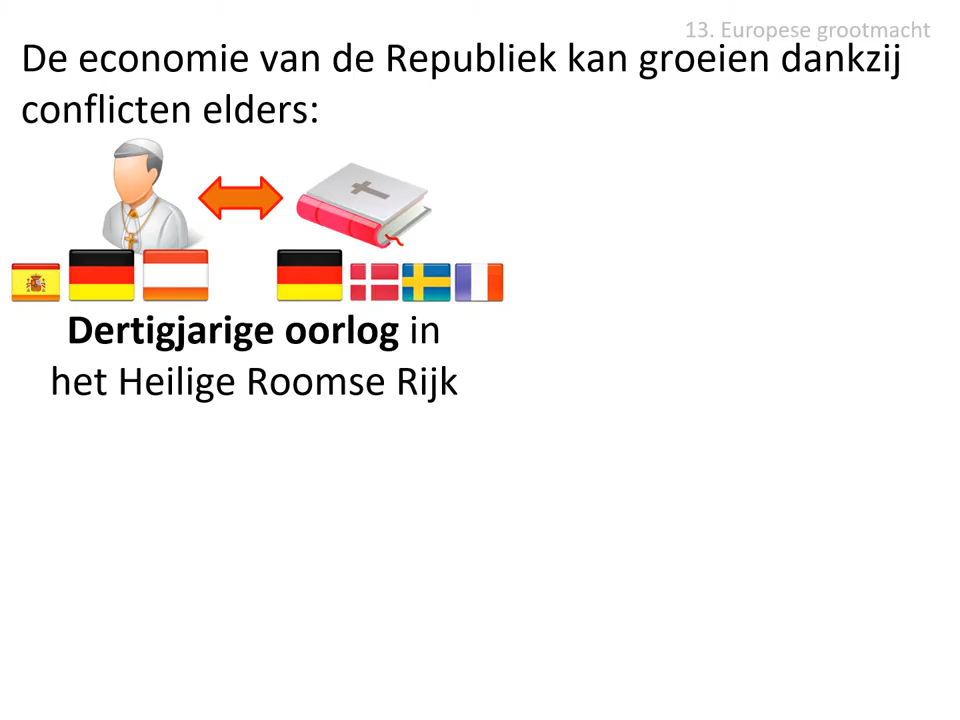 13. Europese grootmacht
De economie van de Republiek kan groeien dankzij
conflicten elders:
Dertigjarige oorlog in
het Heilige Roomse Rijk